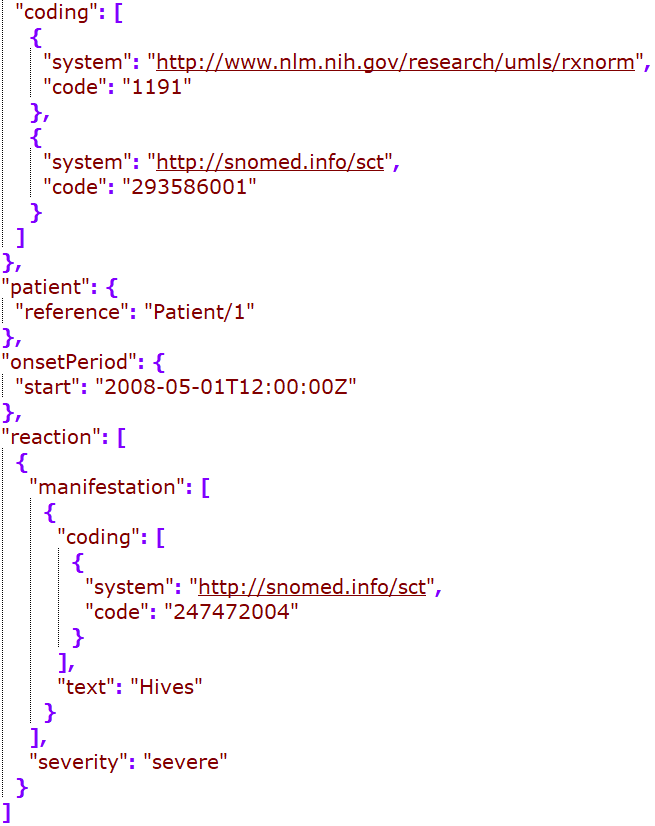 "coding": [
{
"system": "http://www.nlm.nih.gov/research/umls/rxnorm",
"code": "1191"
},
{
"system": "http://snomed.info/sct",
"code": "293586001"
}
]
},
"patient": {
"reference": "Patient/1"
},
"onsetPeriod": {
"start": "2008-05-01T12:00:00Z"
},
"reaction": [
{
"manifestation": [
{
"coding": [
{
"system": "http://snomed.info/sct",
"code": "247472004"
}
],
"text": "Hives"
}
],
"severity": "severe"
}
]